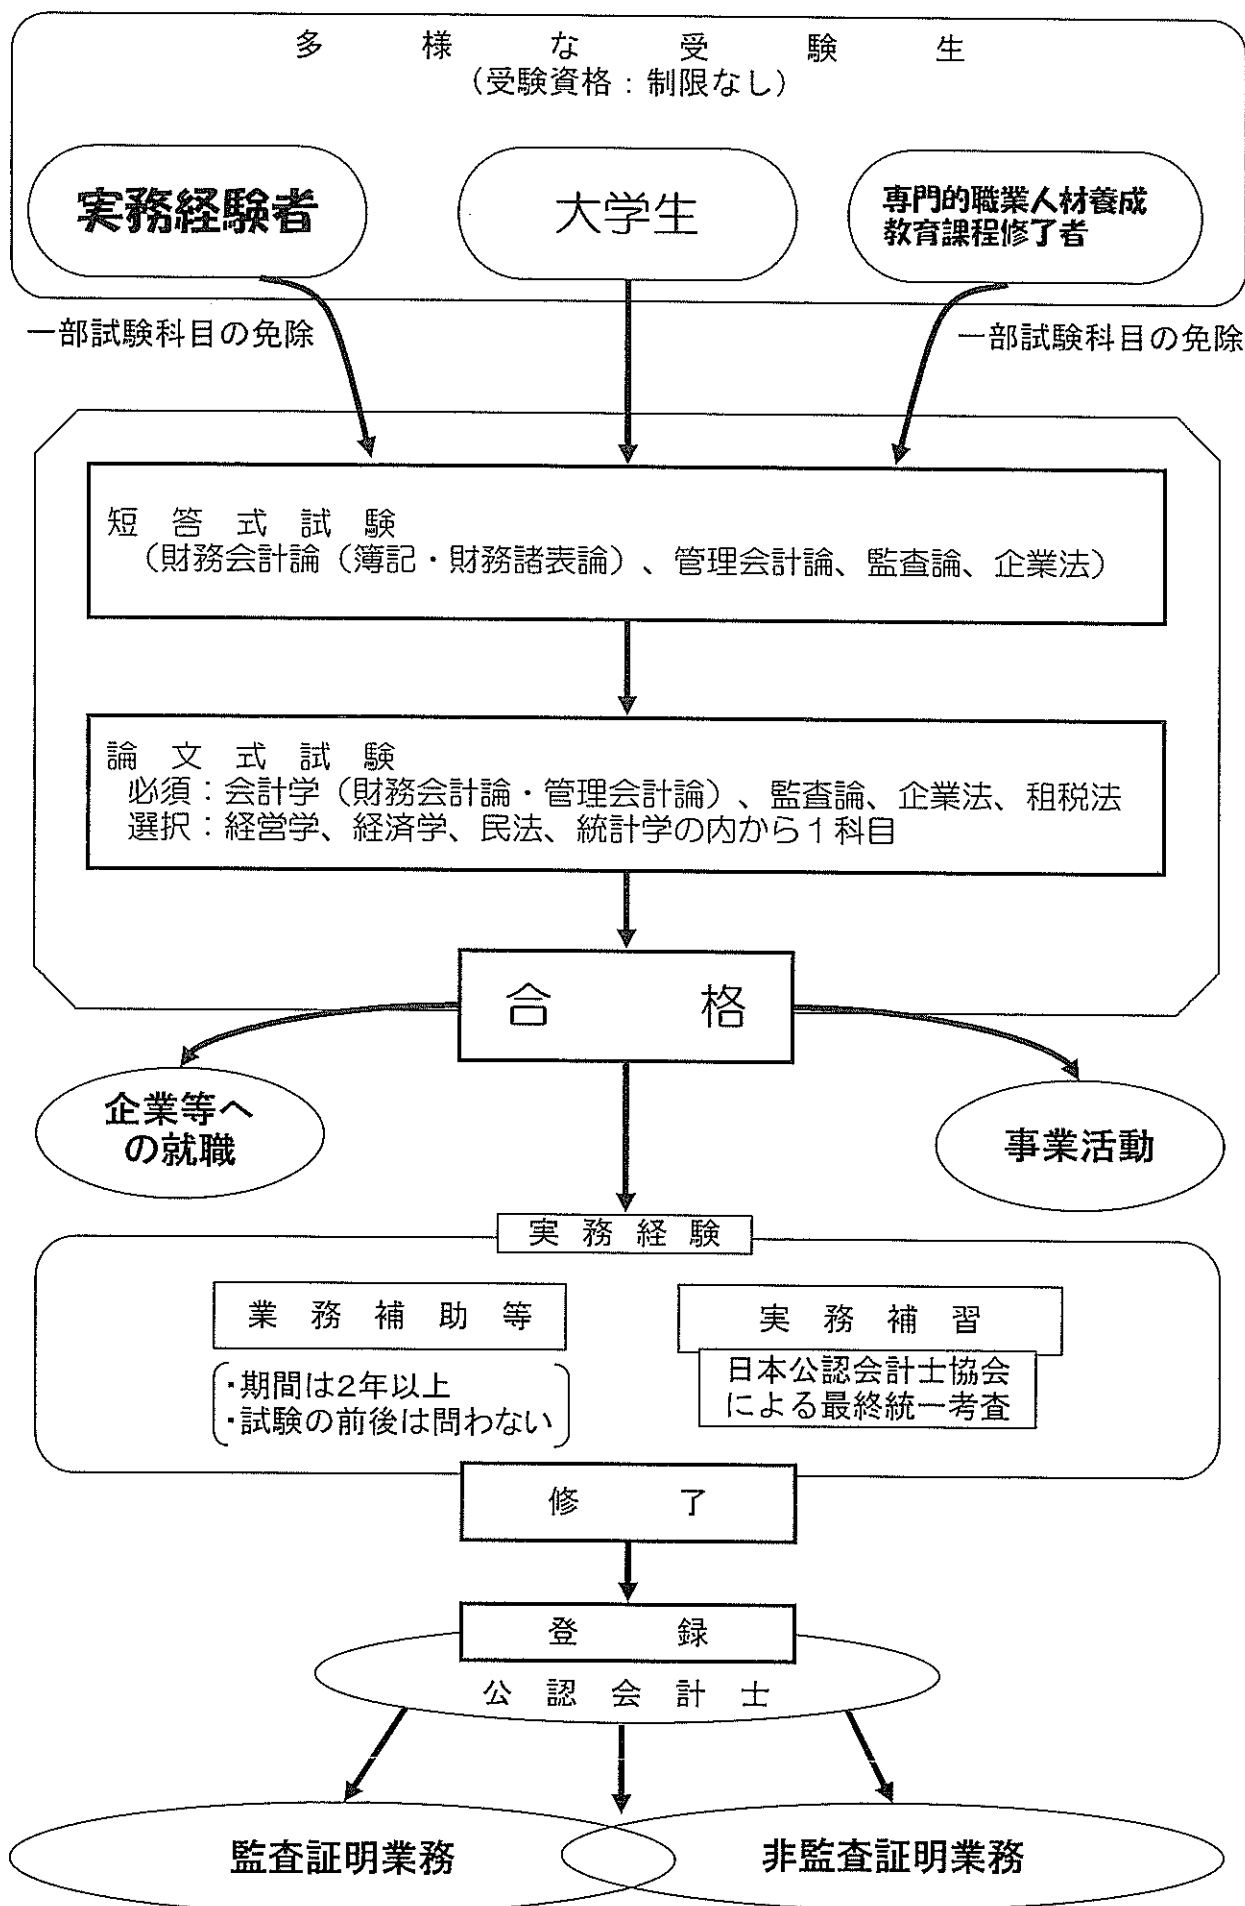 多様な受験生
（受験資格：制限なし）
実務経験者
大学生
専門的職業人材養成
教育課程修了者
一部試験科目の免除
一部試験科目の免除
短答式試験
（財務会計論（簿記・財務諸表論）、管理会計論、監査論、企業法）
論文式試験
必須：会計学（財務会計論・管理会計論）、監査論、企業法、租税法
選択：経営学、経済学、民法、統計学の内から１科目
合格
企業等へ
の就職
事業活動
実務経験
業務補助等
・期間は2年以上
・試験の前後は問わない
実務補習
日本公認会計士協会
による最終統一考査
修了
登録
公認会計士
監査証明業務
非監査証明業務